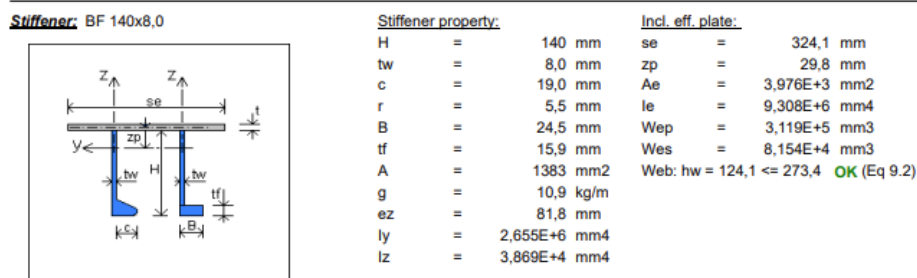 Stiffener: BF 140x8,0
Stiffener property: Incl. eff. plate:
H = 140 mm se = 324,1 mm
tw = 8,0 mm zp = 29,8 mm
c = 19,0 mm Ae = 3,976E+3 mm2
r = 5,5 mm Ie = 9,308E+6 mm4
B = 24,5 mm Wep = 3,119E+5 mm3
tf = 15,9 mm Wes = 8,154E+4 mm3
A = 1383 mm2 Web: hw = 124,1 <= 273,4 OK (Eq 9.2)
g = 10,9 kg/m
ez = 81,8 mm
Iy = 2,655E+6 mm4
Iz = 3,869E+4 mm4
Z Z
se
t
zp
y
H
tw tw
tf
c B